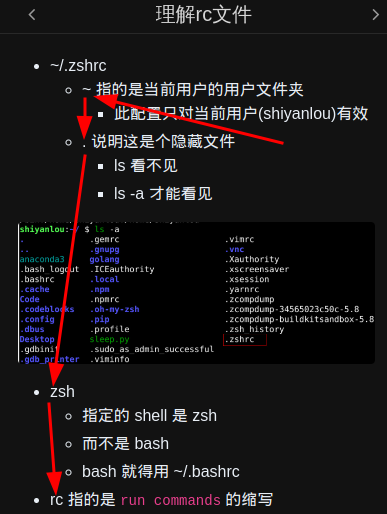 理解rc文件
~/.zshrc
~ 指的是当前用户的用户文件夹
此配置只对当前用户(shiyanlou)有效
. 说明这是个隐藏文件
ls 看不见
ls -a 才能看见
shiyanlou:~/ $ ls -a
. .gemrc .vimrc
.. .gnupg .vnc
anaconda3 golang .Xauthority
.bash_logout .ICEauthority .xscreensaver
.bashrc .local .xsession
.cache .npm .yarnrc
Code .npmrc .zcompdump
.codeblocks .oh-my-zsh .zcompdump-34565023c50c-5.8
.config .pip .zcompdump-buildkitsandbox-5.8
.dbus .profile .zsh_history
Desktop sleep.py .zshrc
.gdbinit .sudo_as_admin_successful
.gdb_printer .viminfo
zsh
指定的 shell 是 zsh
而不是 bash
bash 就得用 ~/.bashrc
rc 指的是 run commands 的缩写